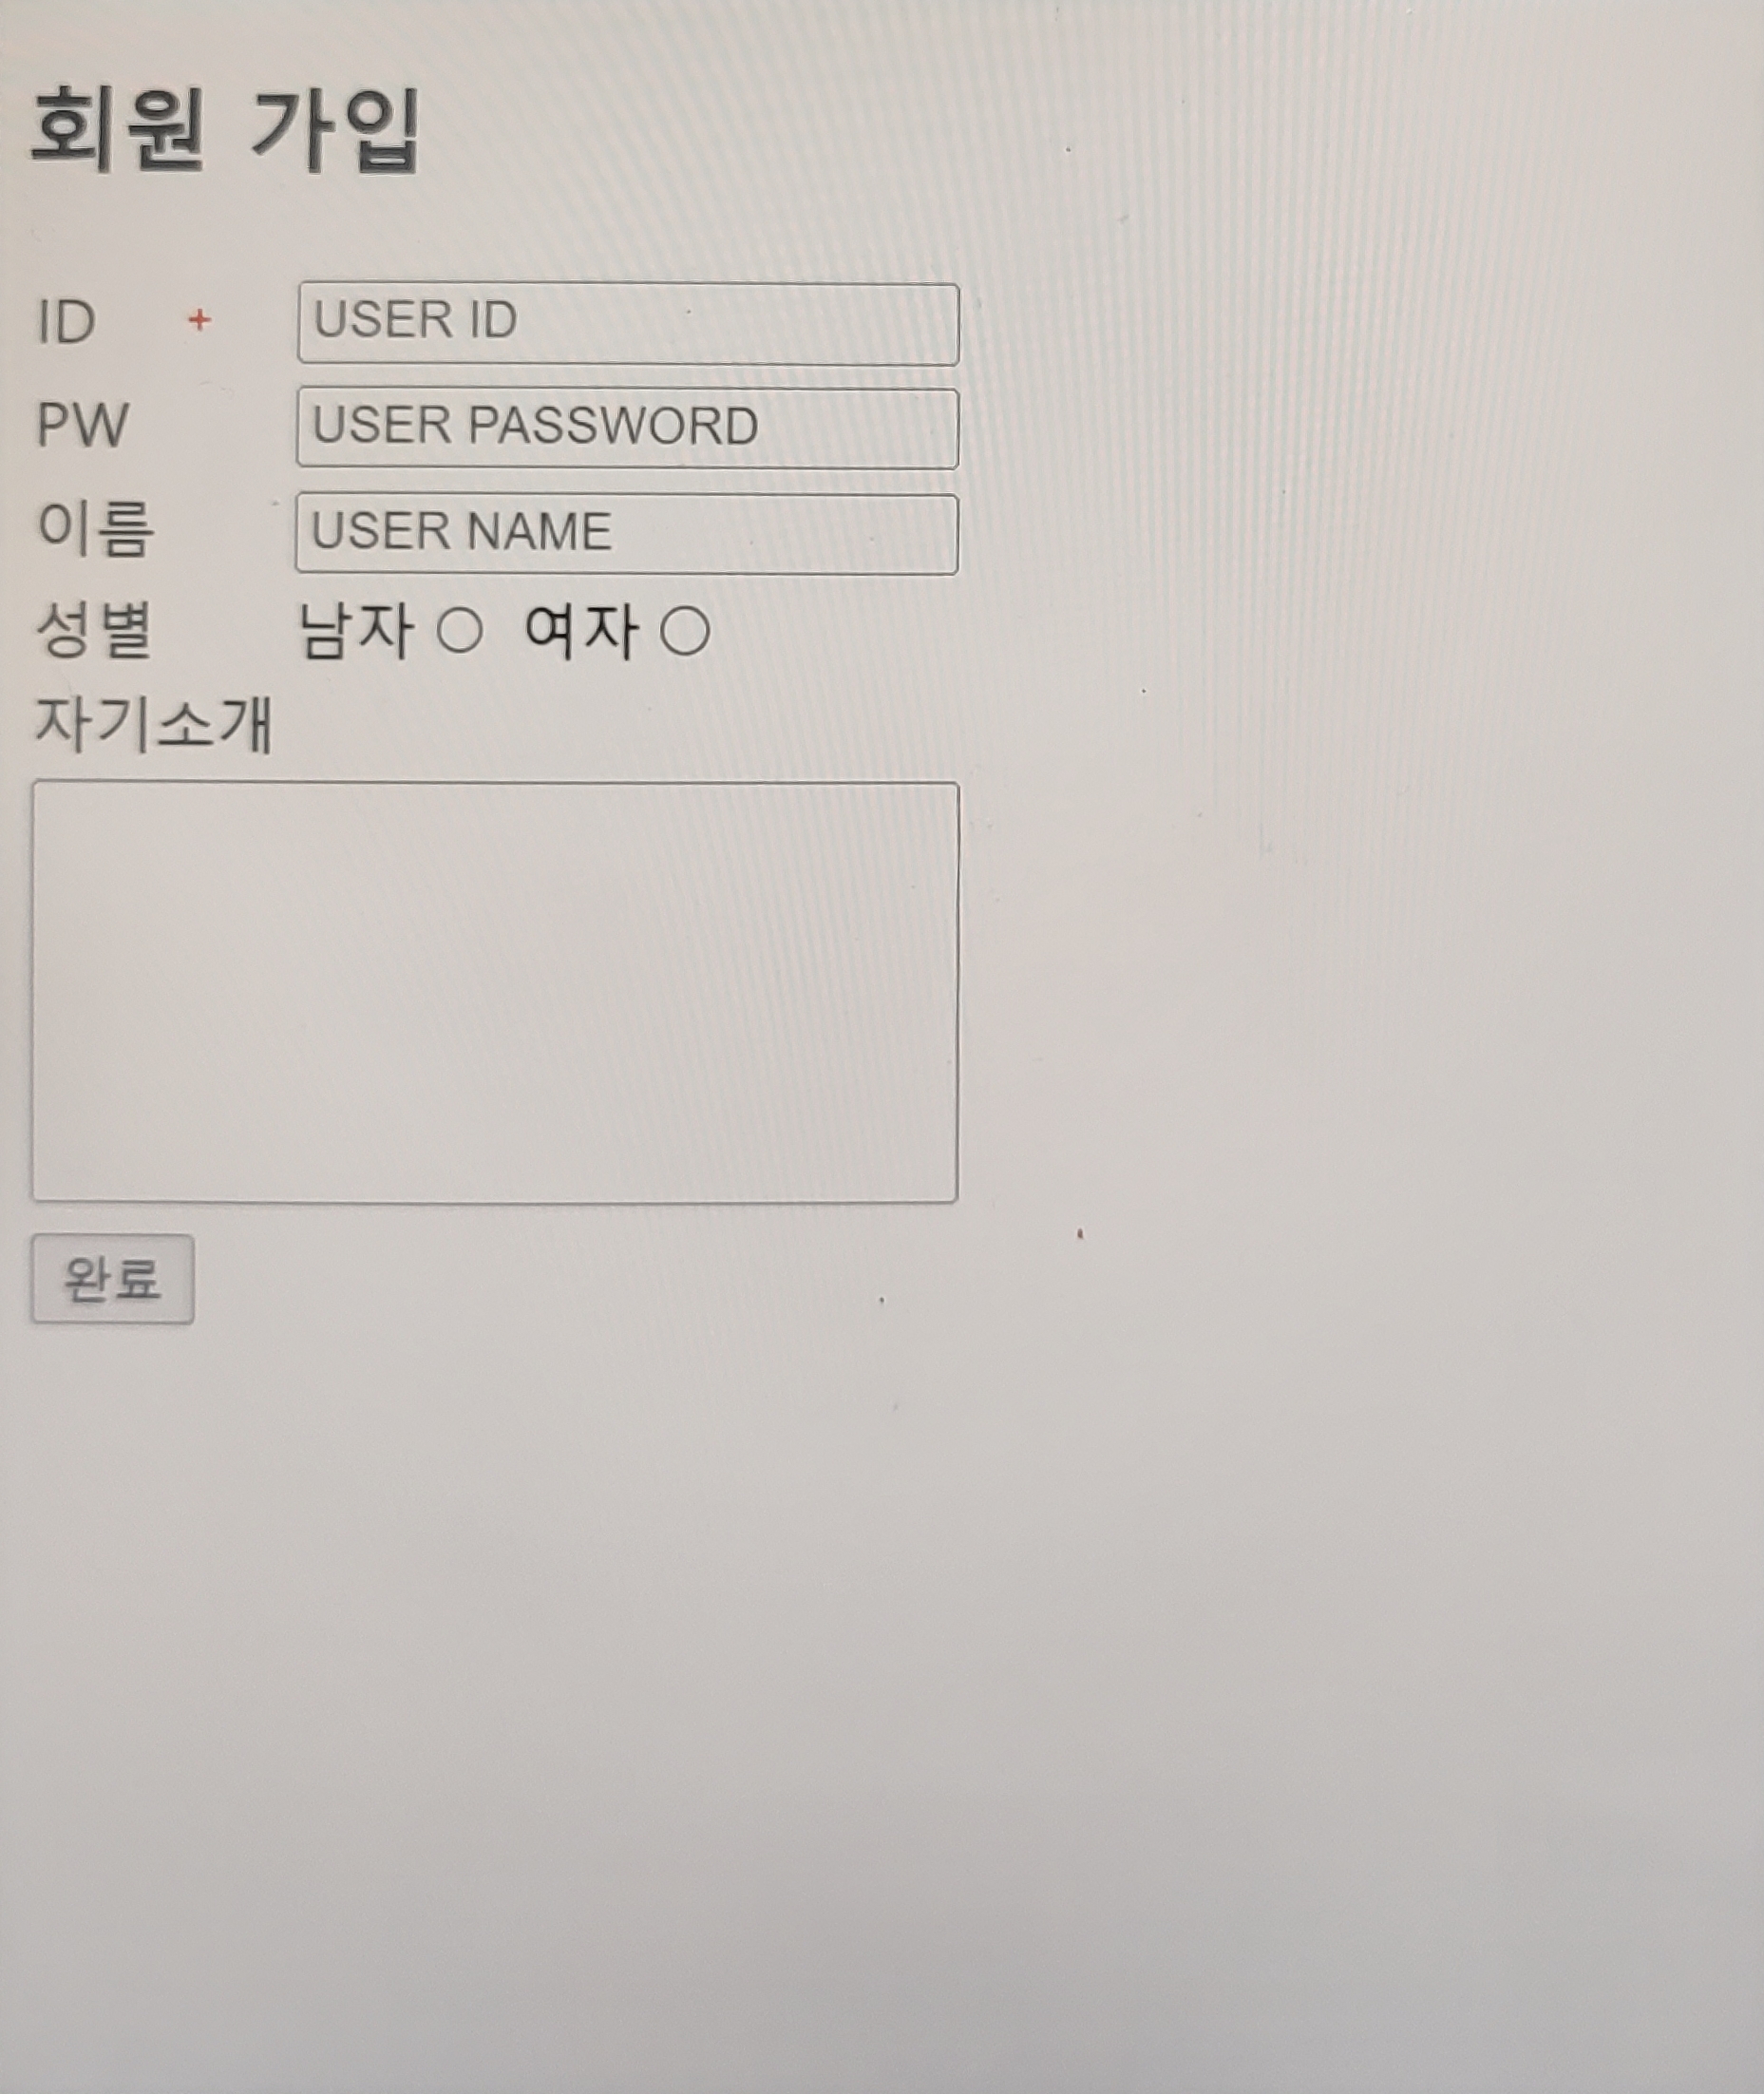 회원 가입
ID + USER ID
PW USER PASSWORD
이름 USER NAME
성별 남자 여자
자기소개
완료